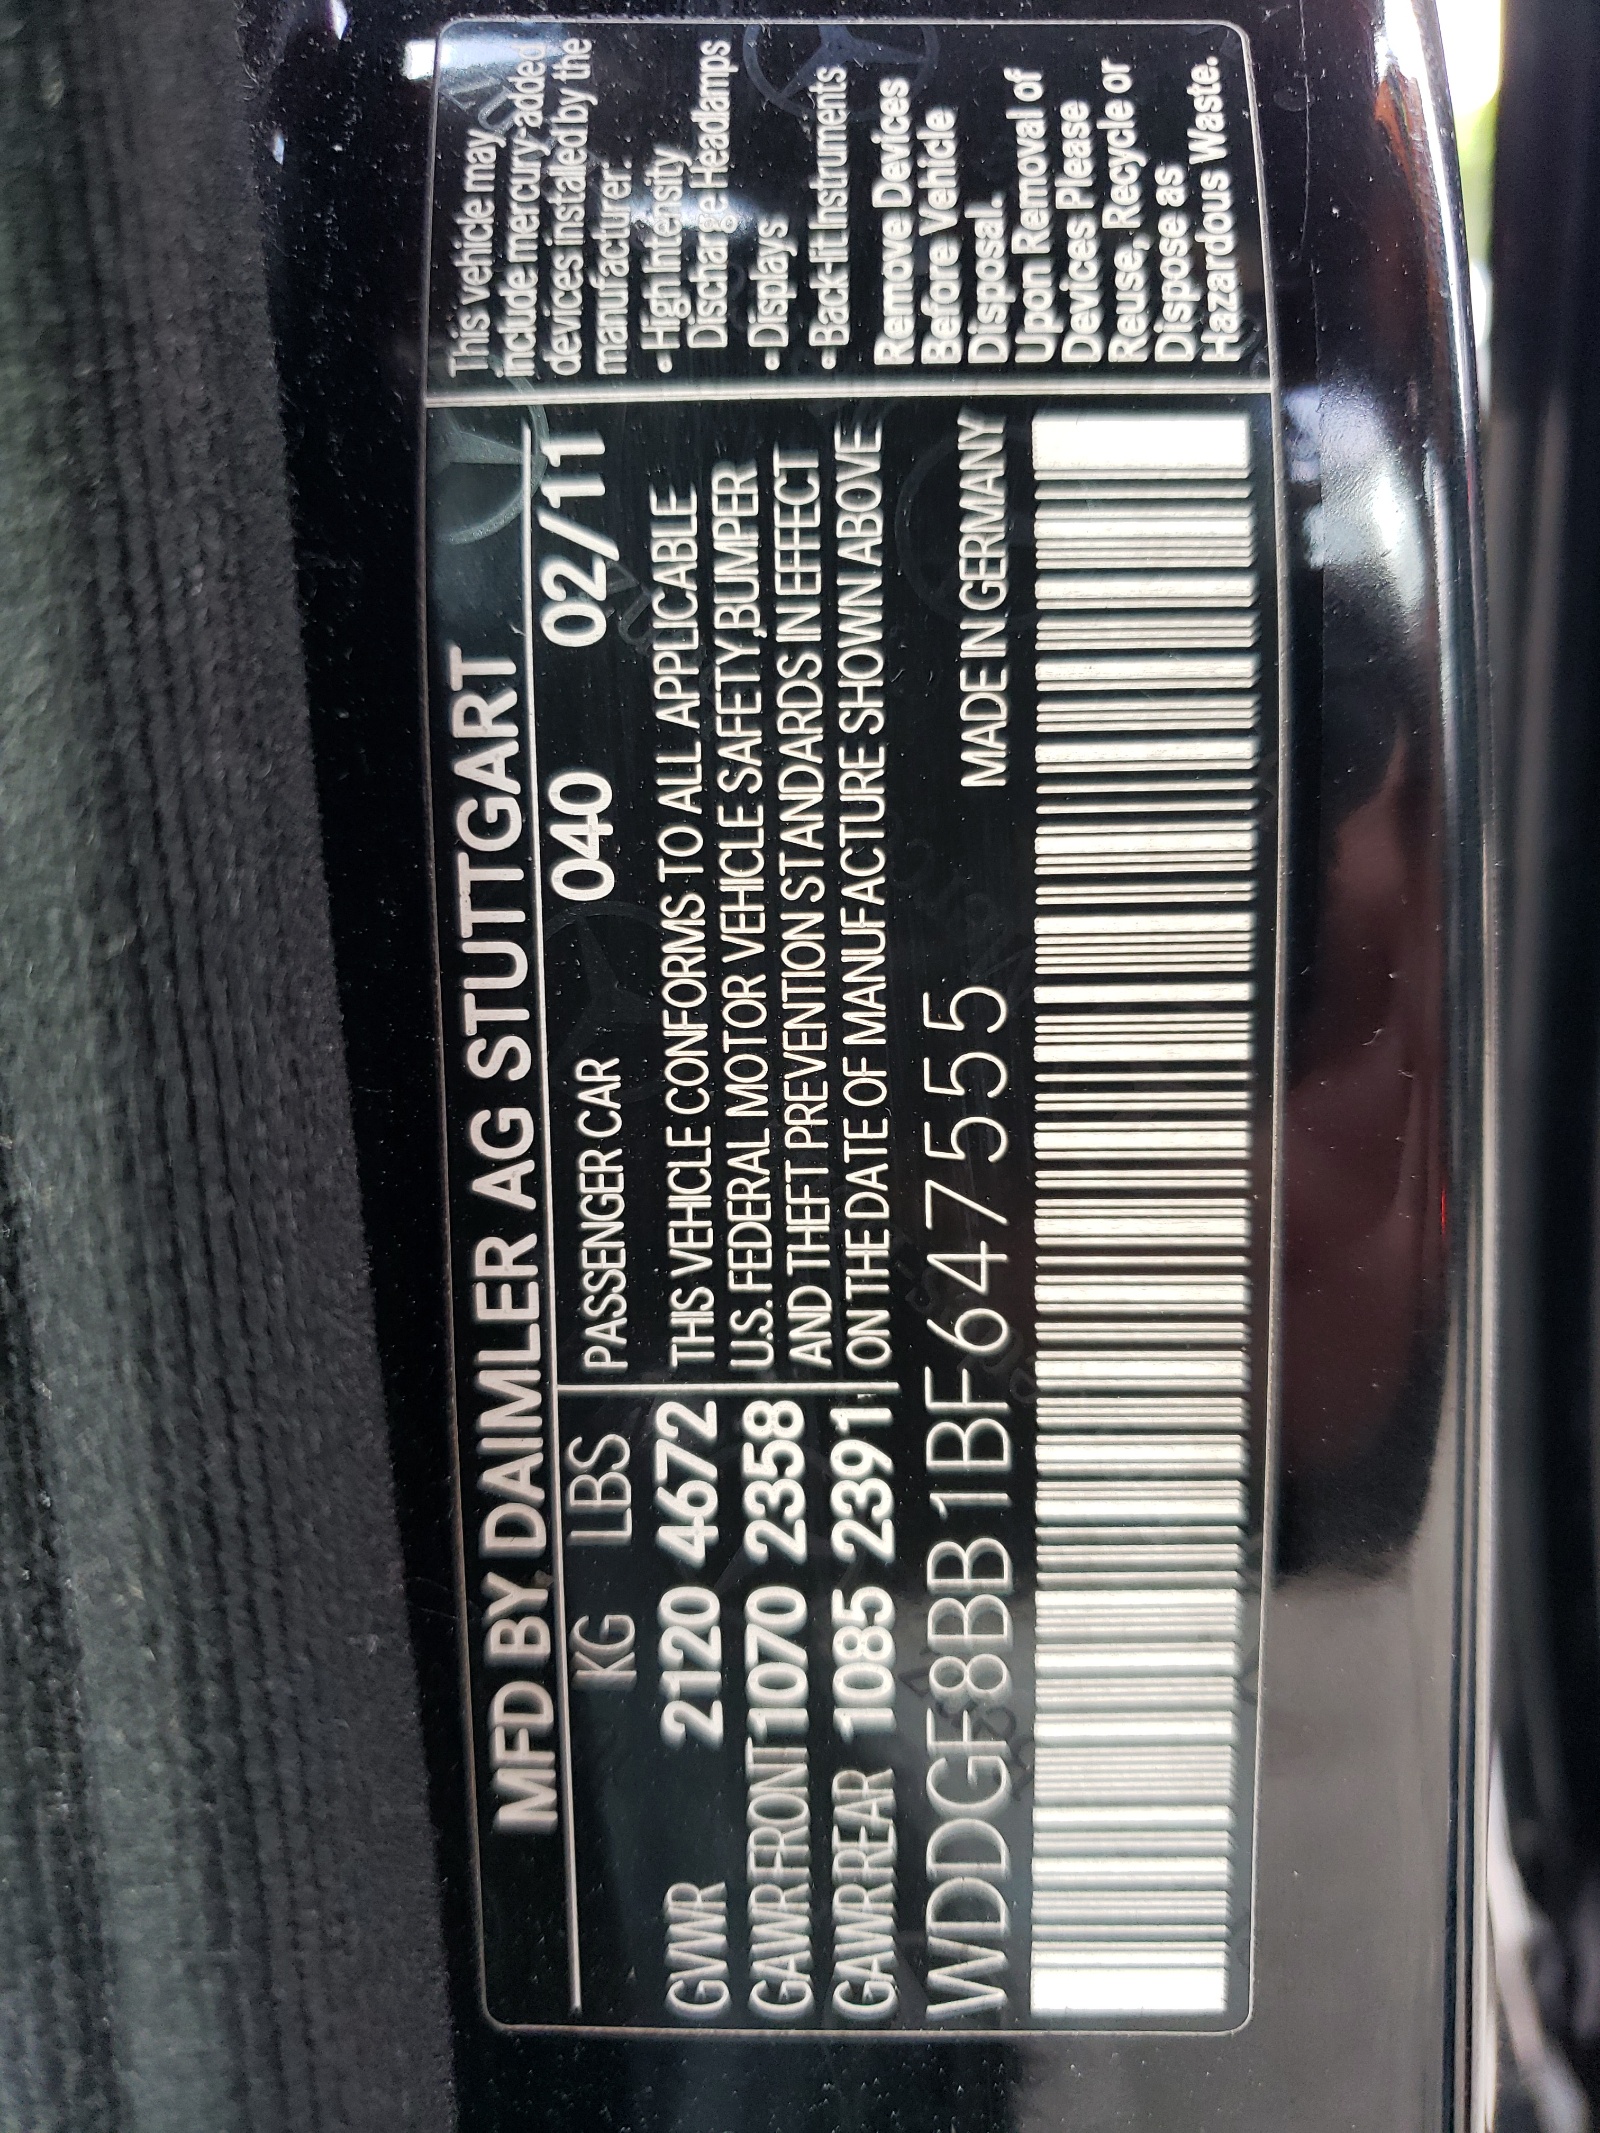 MFD BY DAIMLER AG STUTTGART
KG LBS PASSENGER CAR 040 02/11
GVWR 2120 4672 THIS VEHICLE CONFORMS TO ALL APPLICABLE
GAWR FRONT 1070 2358 U.S. FEDERAL MOTOR VEHICLE SAFETY,BUMPER
AND THEFT PREVENTION STANDARDS IN EFFECT
GAWR REAR 1085 2391 ON THE DATE OF MANUFACTURE SHOWN ABOVE
MADE IN GERMANY
WDDGF8BB1BF647555
This vehicle may
include mercury-added
devices installed by the
manufacturer:
- High Intensity
Discharge Headlamps
- Displays
- Back-lit Instruments
Remove Devices
Before Vehicle
Disposal.
Upon Removal of
Devices Please
Reuse, Recycle or
Dispose as
Hazardous Waste.